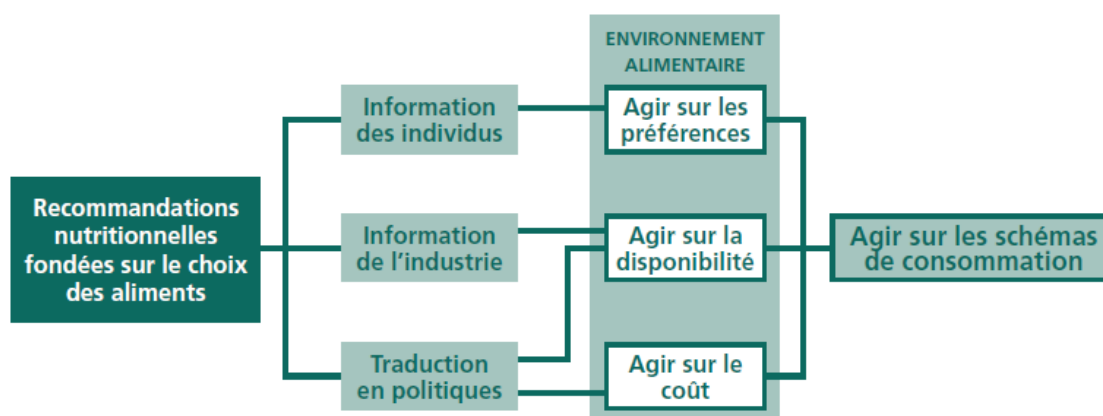 Recommandations
nutritionnelles
fondées sur le choix
des aliments
Information
des individus
Information
de l’industrie
Traduction
en politiques
ENVIRONNEMENT
ALIMENTAIRE
Agir sur les
préférences
Agir sur la
disponibilité
Agir sur le
coût
Agir sur les schémas
de consommation